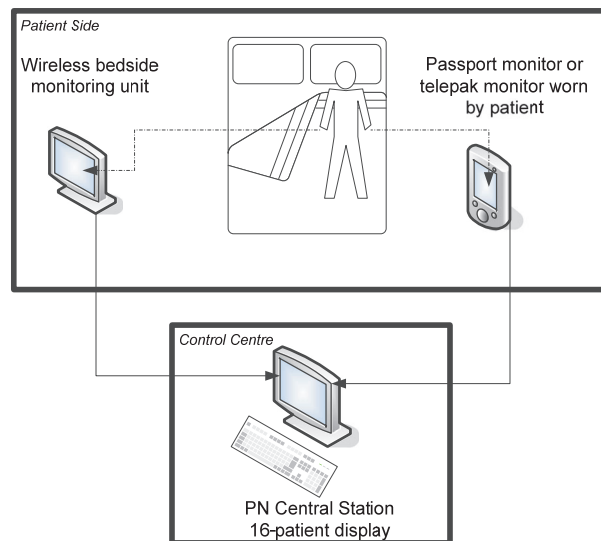 Patient Side
Wireless bedside
monitoring unit
Passport monitor or
telepak monitor worn
by patient
Control Centre
PN Central Station
16-patient display